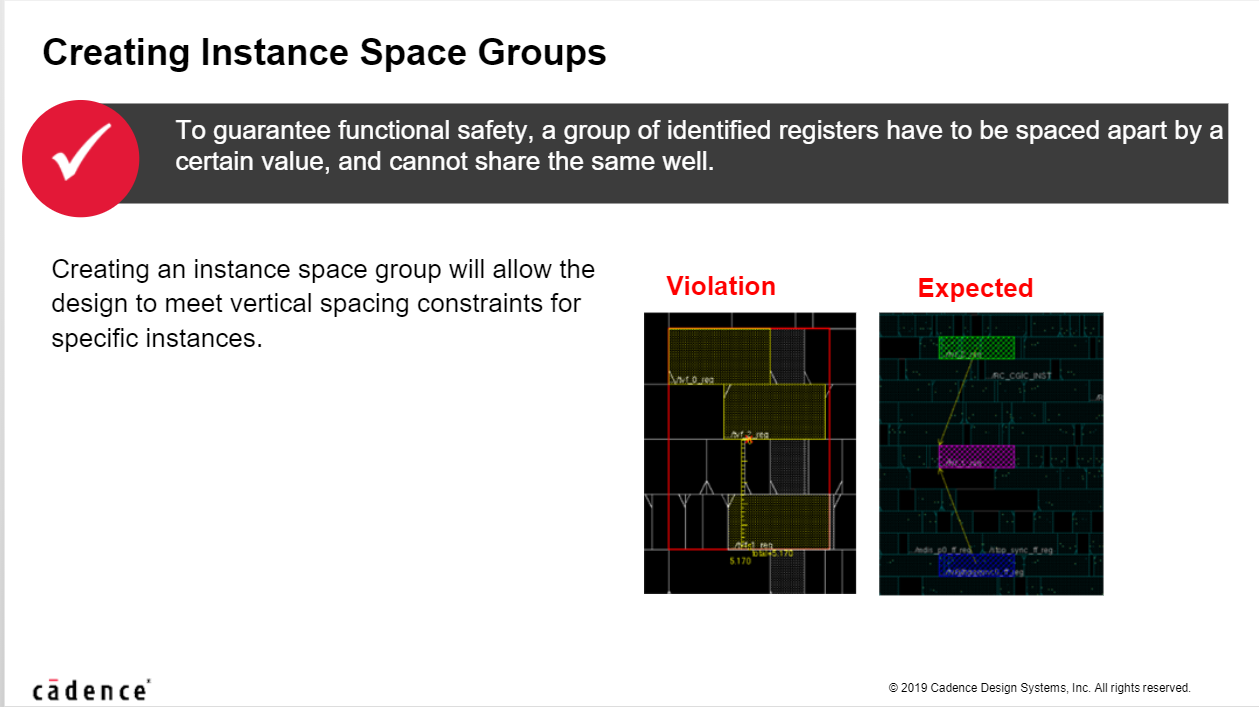 Creating Instance Space Groups
To guarantee functional safety, a group of identified registers have to be spaced apart by a
certain value, and cannot share the same well.
Creating an instance space group will allow the
design to meet vertical spacing constraints for
specific instances.
Violation
Expected
/RC_CGIC_INST
5.170
cādence
© 2019 Cadence Design Systems, Inc. All rights reserved.